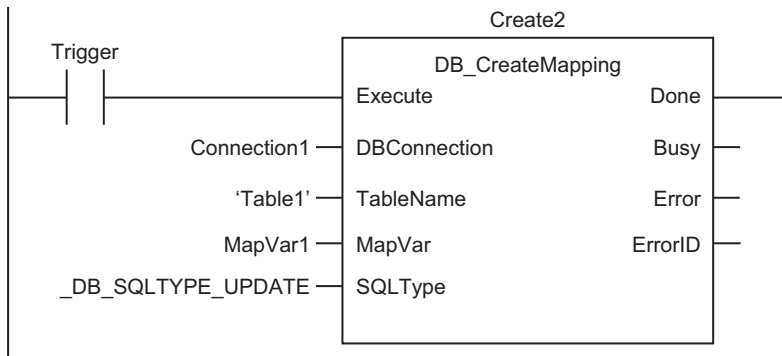 Create2
Trigger
DB_CreateMapping
Execute Done
Connection1 DBConnection Busy
‘Table1’ TableName Error
MapVar1 MapVar ErrorID
_DB_SQLTYPE_UPDATE SQLType